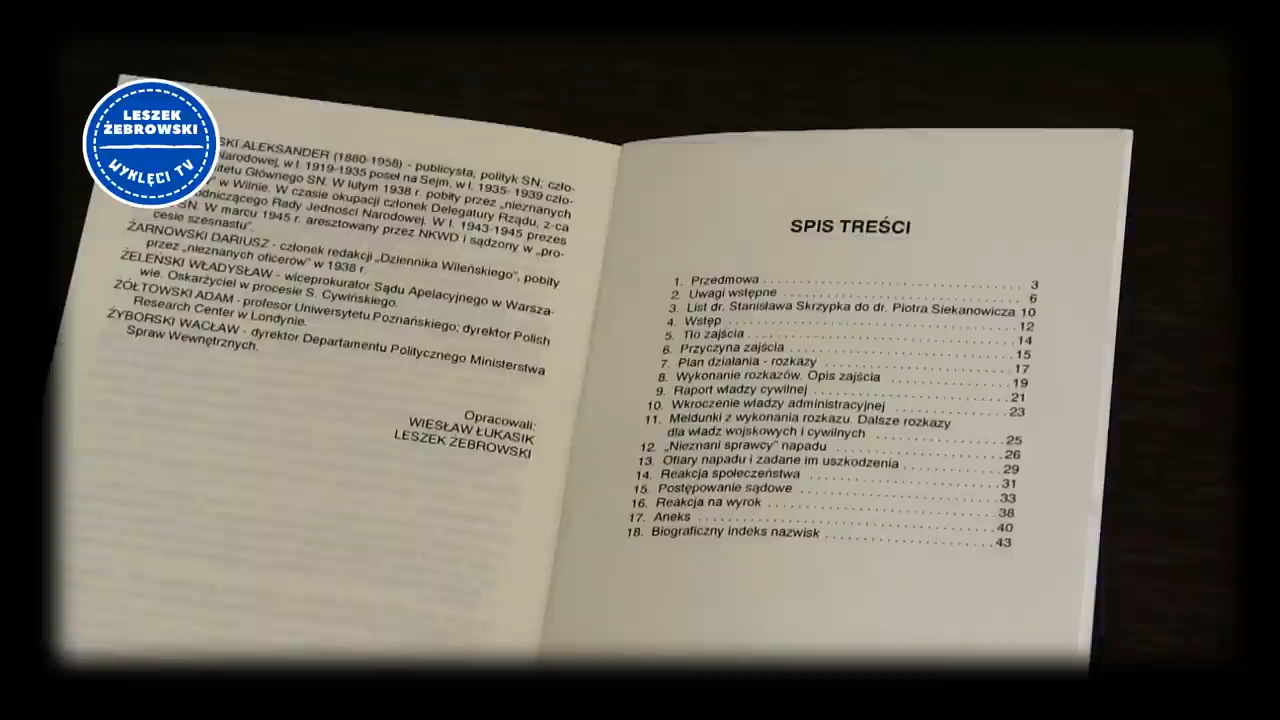 LESZEK
ŻEBROWSKI
WYKLĘCI TV
SKI ALEKSANDER (1880-1958) - publicysta, polityk SN; czło-
Narodowej, w l. 1919-1935 poseł na Sejm, w l. 1935- 1939 czło-
mitetu Głównego SN. W lutym 1938 r. pobity przez „nieznanych
" w Wilnie. W czasie okupacji członek Delegatury Rządu, z-ca
odniczącego Rady Jedności Narodowej. W l. 1943-1945 prezes
SN. W marcu 1945 r. aresztowany przez NKWD i sądzony w „pro-
cesie szesnastu".
ŻARNOWSKI DARIUSZ - członek redakcji „Dziennika Wileńskiego", pobity
przez „nieznanych oficerów" w 1938 r.
ŻELEŃSKI WŁADYSŁAW - wiceprokurator Sądu Apelacyjnego w Warsza-
wie. Oskarżyciel w procesie S. Cywińskiego.
ŻÓŁTOWSKI ADAM - profesor Uniwersytetu Poznańskiego; dyrektor Polish
Research Center w Londynie.
ŻYBORSKI WACŁAW - dyrektor Departamentu Politycznego Ministerstwa
Spraw Wewnętrznych.
Opracowali:
WIESŁAW ŁUKASIK
LESZEK ŻEBROWSKI
SPIS TREŚCI
1. Przedmowa . . . . . . . . . . 3
2. Uwagi wstępne . . . . . . . . . . 6
3. List dr. Stanisława Skrzypka do dr. Piotra Siekanowicza 10
4. Wstęp . . . . . . . . . . 12
5. Tło zajścia . . . . . . . . . . 14
6. Przyczyna zajścia . . . . . . . . . . 15
7. Plan działania - rozkazy . . . . . . . . . . 17
8. Wykonanie rozkazów. Opis zajścia . . . . . . . . . . 19
9. Raport władzy cywilnej . . . . . . . . . . 21
10. Wkroczenie władzy administracyjnej . . . . . . . . . . 23
11. Meldunki z wykonania rozkazu. Dalsze rozkazy
dla władz wojskowych i cywilnych . . . . . . . . . . 25
12. „Nieznani sprawcy" napadu . . . . . . . . . . 26
13. Ofiary napadu i zadane im uszkodzenia . . . . . . . . . . 29
14. Reakcja społeczeństwa . . . . . . . . . . 31
15. Postępowanie sądowe . . . . . . . . . . 33
16. Reakcja na wyrok . . . . . . . . . . 38
17. Aneks . . . . . . . . . . 40
18. Biograficzny indeks nazwisk . . . . . . . . . . 43